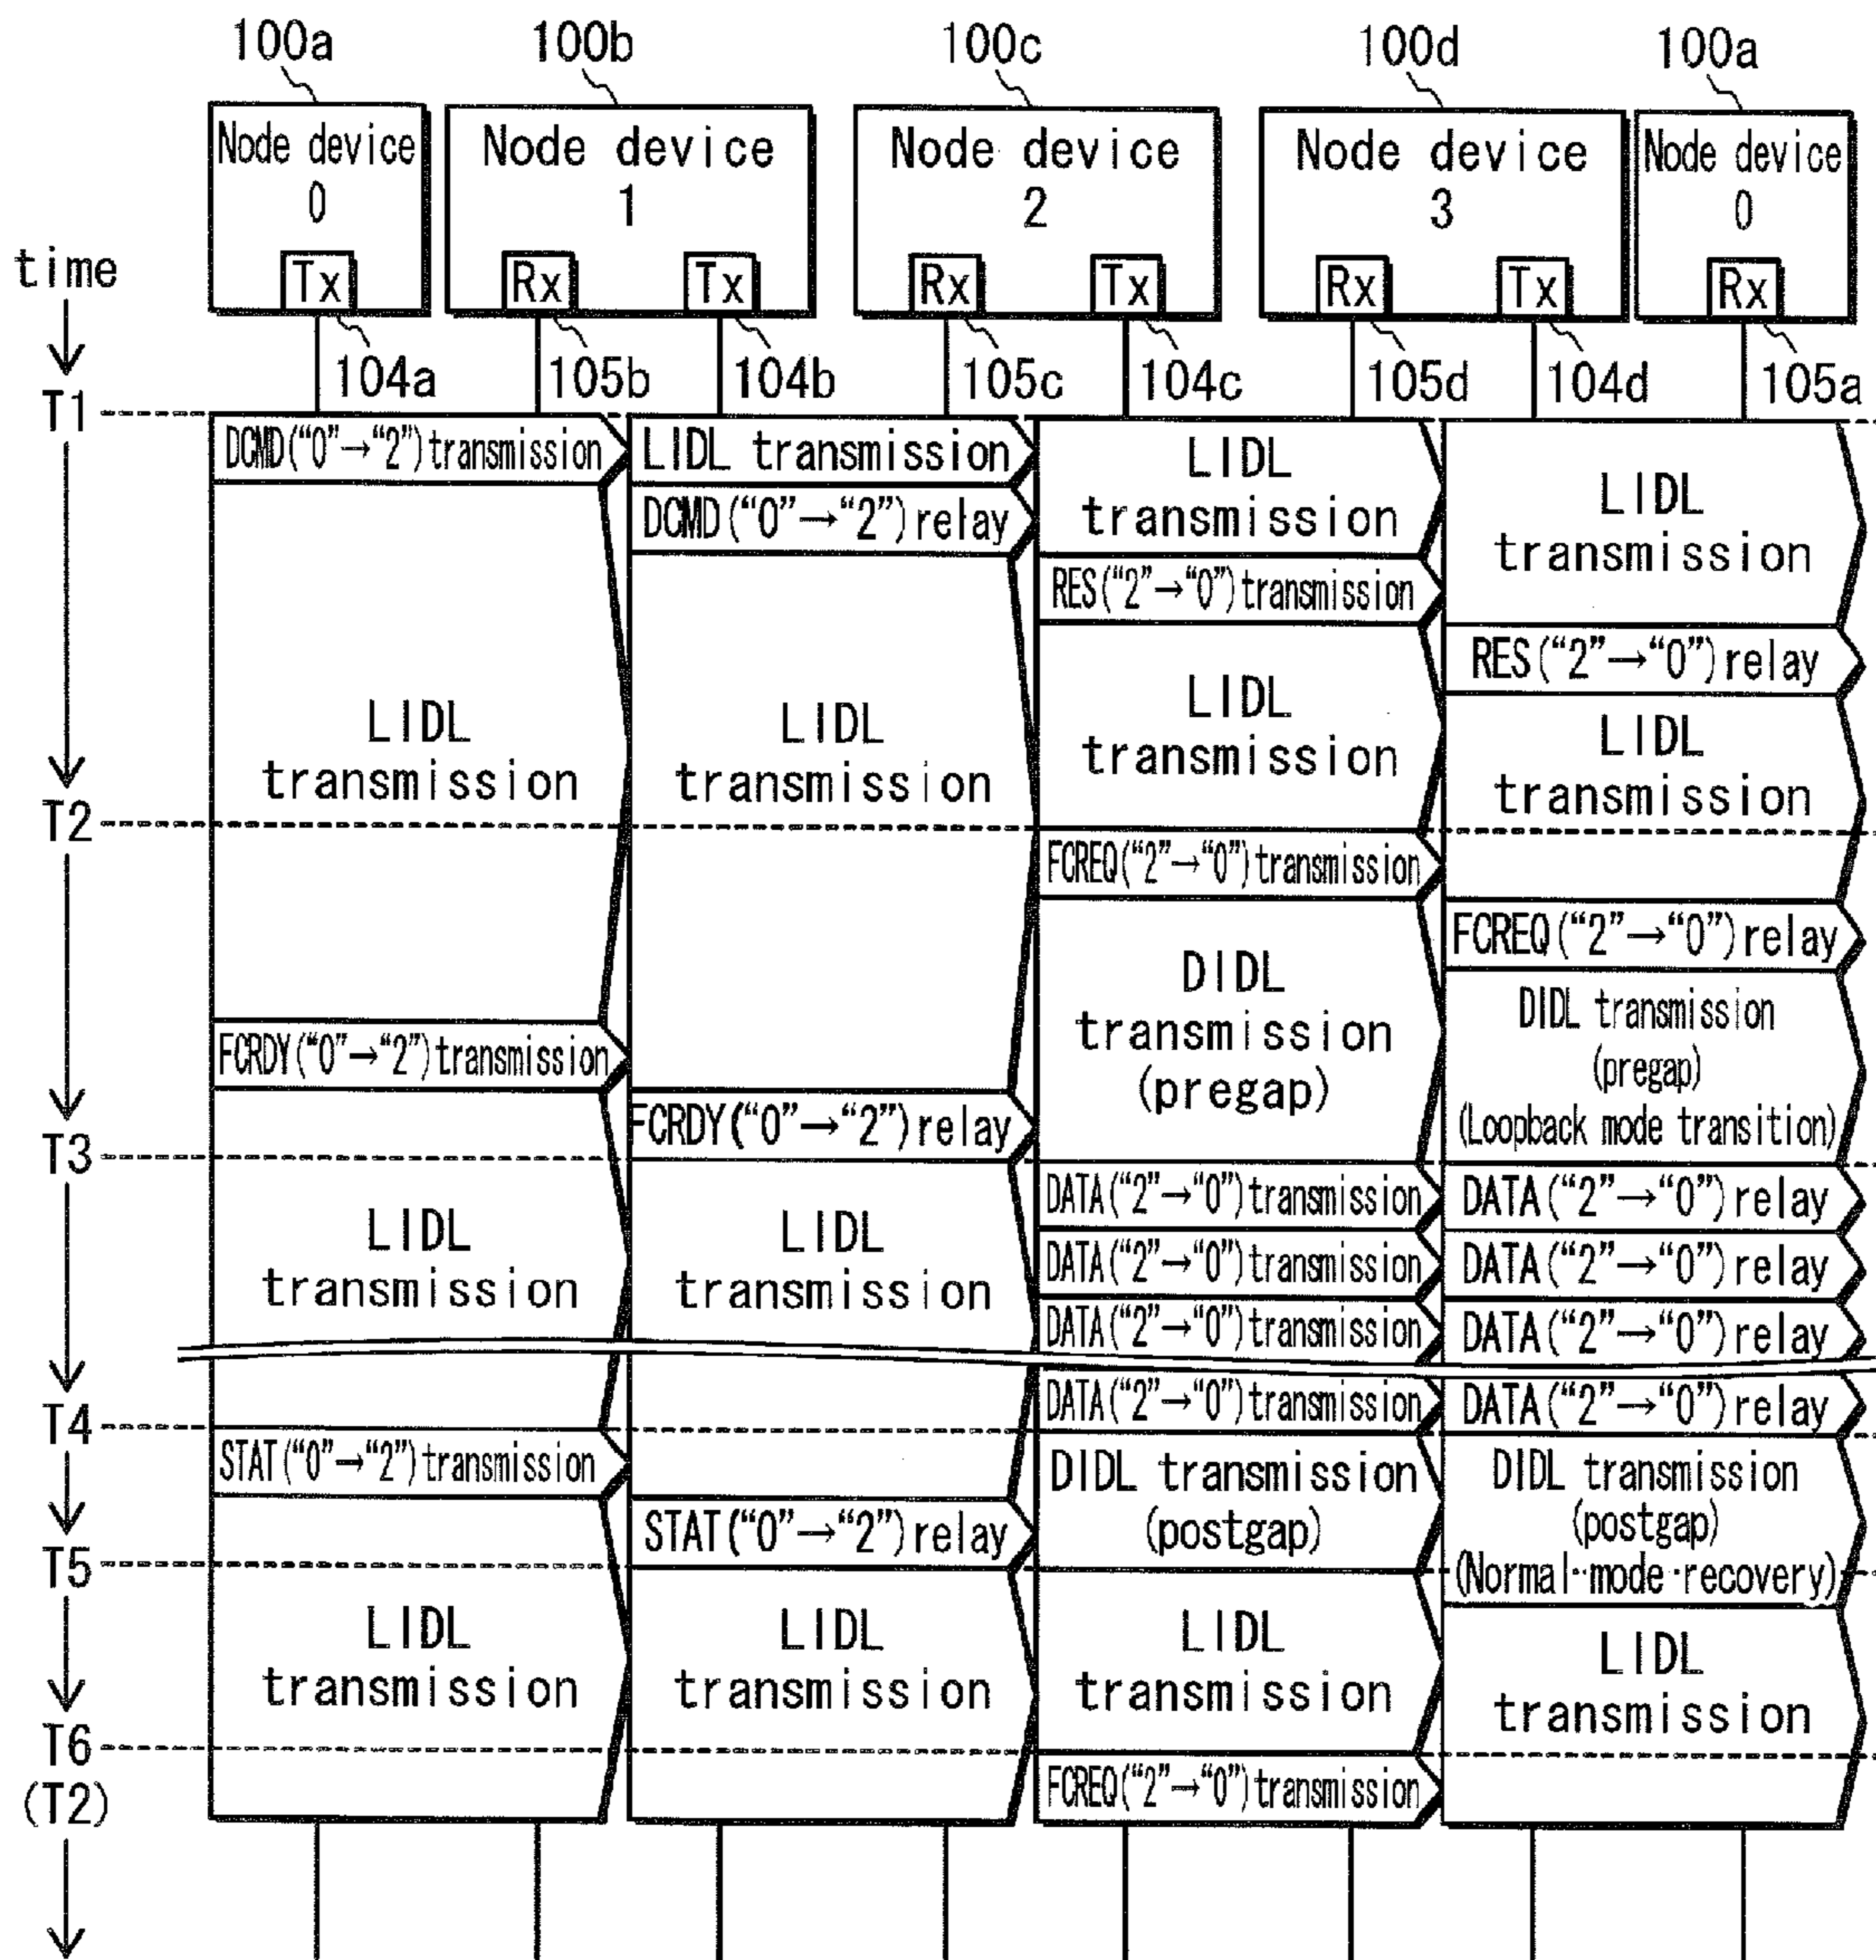 100a 100b 100c 100d 100a
Node device 0
Node device 1
Node device 2
Node device 3
Node device 0
time
Tx Rx Tx Rx Tx Rx Tx Rx
104a 105b 104b 105c 104c 105d 104d 105a
T1
DCMD(“0”→“2”)transmission
LIDL transmission
LIDL
transmission
LIDL
transmission
DCMD(“0”→“2”)relay
RES(“2”→“0”)transmission
RES(“2”→“0”)relay
LIDL
transmission
LIDL
transmission
LIDL
transmission
LIDL
transmission
T2
FCREQ(“2”→“0”)transmission
FCREQ(“2”→“0”)relay
DIDL
transmission
(pregap)
DIDL transmission
(pregap)
(Loopback mode transition)
FCRDY(“0”→“2”)transmission
FCRDY(“0”→“2”)relay
T3
DATA(“2”→“0”)transmission
DATA(“2”→“0”)relay
LIDL
transmission
LIDL
transmission
DATA(“2”→“0”)transmission
DATA(“2”→“0”)relay
DATA(“2”→“0”)transmission
DATA(“2”→“0”)relay
DATA(“2”→“0”)transmission
DATA(“2”→“0”)relay
T4
STAT(“0”→“2”)transmission
DIDL transmission
(postgap)
DIDL transmission
(postgap)
(Normal mode recovery)
STAT(“0”→“2”)relay
T5
LIDL
transmission
LIDL
transmission
LIDL
transmission
LIDL
transmission
T6
(T2)
FCREQ(“2”→“0”)transmission